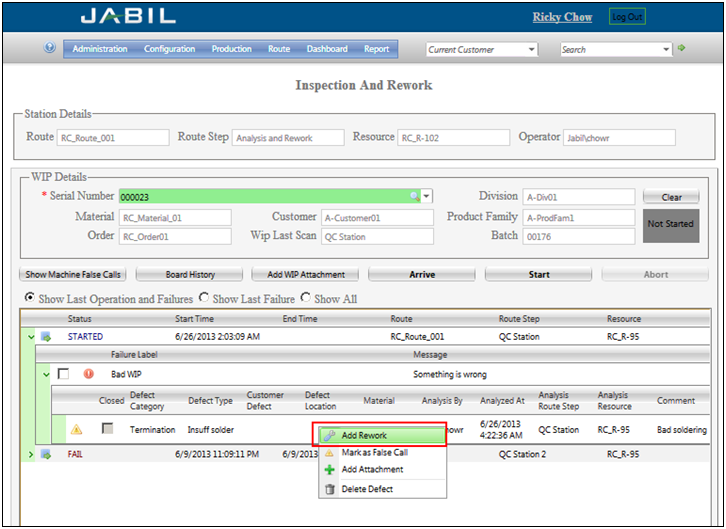 JABIL
Ricky Chow Log Out
Administration Configuration Production Route Dashboard Report Current Customer Search
Inspection And Rework
Station Details
Route RC_Route_001 Route Step Analysis and Rework Resource RC_R-102 Operator Jabil\chowr
WIP Details
* Serial Number 000023 Division A-Div01 Clear
Material RC_Material_01 Customer A-Customer01 Product Family A-ProdFam1 Not Started
Order RC_Order01 Wip Last Scan QC Station Batch 00176
Show Machine False Calls Board History Add WIP Attachment Arrive Start Abort
Show Last Operation and Failures Show Last Failure Show All
Status Start Time End Time Route Route Step Resource
STARTED 6/26/2013 2:03:09 AM RC_Route_001 QC Station RC_R-95
Failure Label Message
Bad WIP Something is wrong
Closed Defect Category Defect Type Customer Defect Defect Location Material Analysis By Analyzed At Analysis Route Step Analysis Resource Comment
Termination Insuff solder owr 6/26/2013 4:22:36 AM QC Station RC_R-95 Bad soldering
Add Rework
Mark as False Call
Add Attachment
Delete Defect
FAIL 6/9/2013 11:09:11 PM 6/9/2013 QC Station 2 RC_R-95